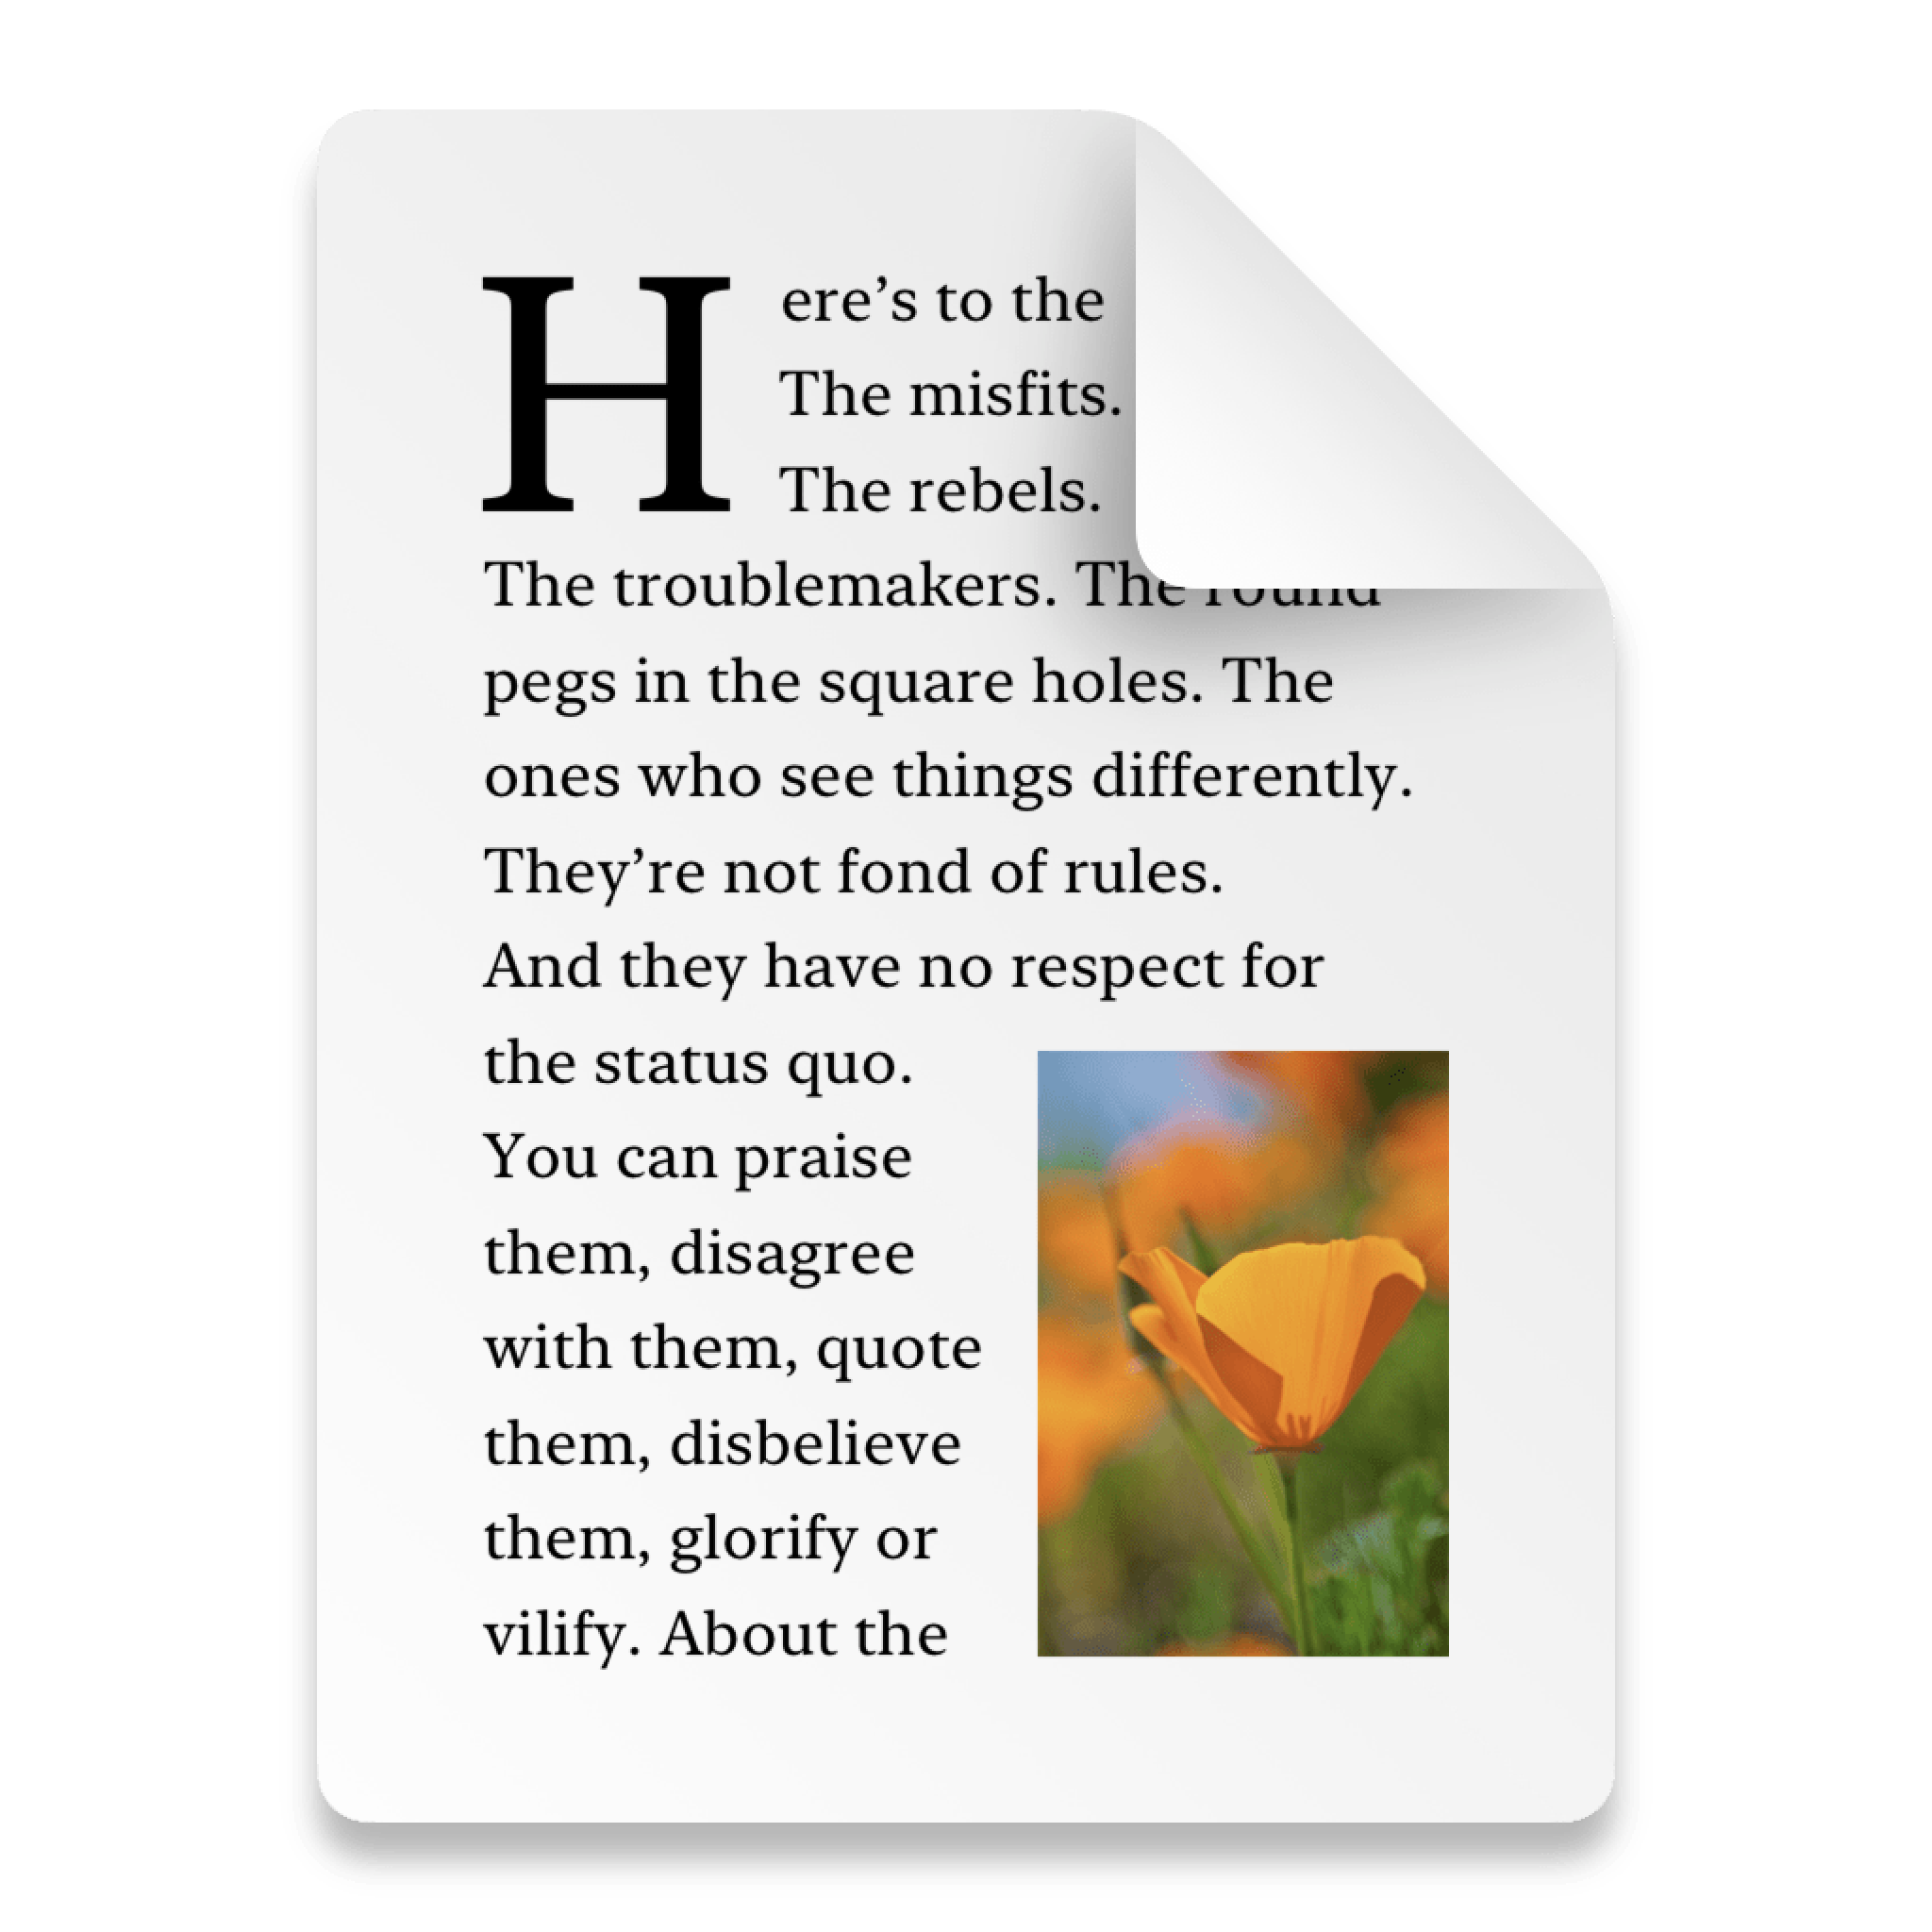 Here’s to the
The misfits.
The rebels.
The troublemakers. The round
pegs in the square holes. The
ones who see things differently.
They’re not fond of rules.
And they have no respect for
the status quo.
You can praise
them, disagree
with them, quote
them, disbelieve
them, glorify or
vilify. About the